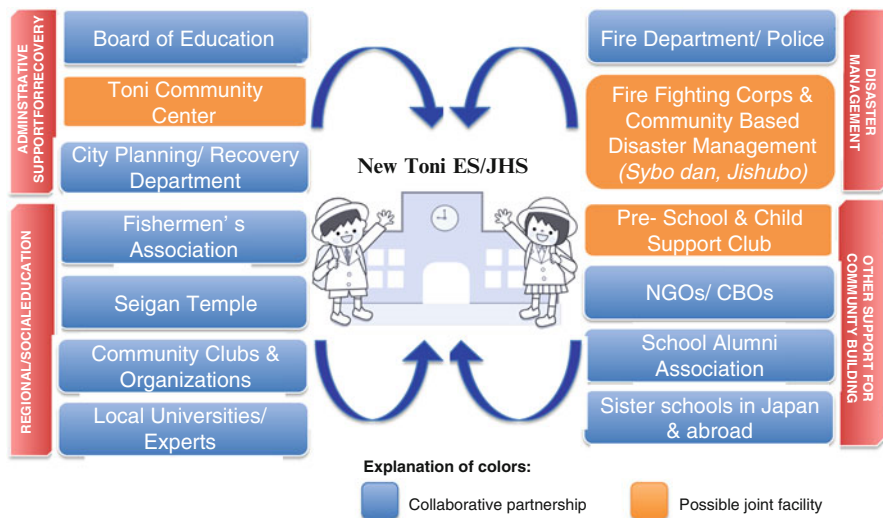 ADMINSTRATIVE
SUPPORTFORRECOVERY
Board of Education
Toni Community
Center
City Planning/ Recovery
Department
REGIONAL/SOCIALEDUCATION
Fishermen' s
Association
Seigan Temple
Community Clubs &
Organizations
Local Universities/
Experts
New Toni ES/JHS
Fire Department/ Police
Fire Fighting Corps &
Community Based
Disaster Management
(Sybo dan, Jishubo)
DISASTER
MANAGEMENT
Pre- School & Child
Support Club
NGOs/ CBOs
School Alumni
Association
Sister schools in Japan
& abroad
OTHER SUPPORT FOR
COMMUNITY BUILDING
Explanation of colors:
Collaborative partnership
Possible joint facility